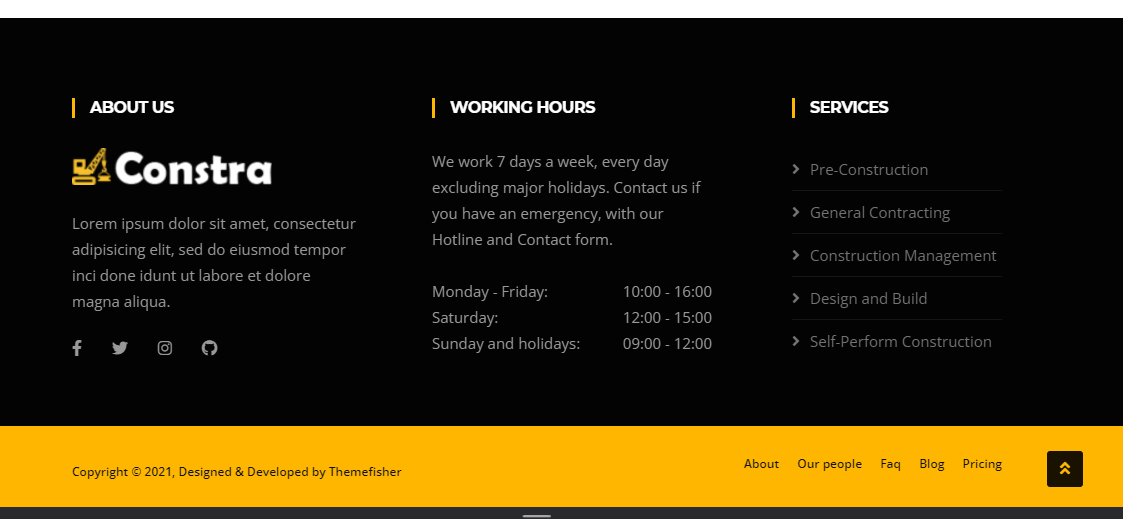 ABOUT US
Constra
Lorem ipsum dolor sit amet, consectetur
adipisicing elit, sed do eiusmod tempor
inci done idunt ut labore et dolore
magna aliqua.
WORKING HOURS
We work 7 days a week, every day
excluding major holidays. Contact us if
you have an emergency, with our
Hotline and Contact form.
Monday - Friday: 10:00 - 16:00
Saturday: 12:00 - 15:00
Sunday and holidays: 09:00 - 12:00
SERVICES
Pre-Construction
General Contracting
Construction Management
Design and Build
Self-Perform Construction
Copyright © 2021, Designed & Developed by Themefisher
About Our people Faq Blog Pricing